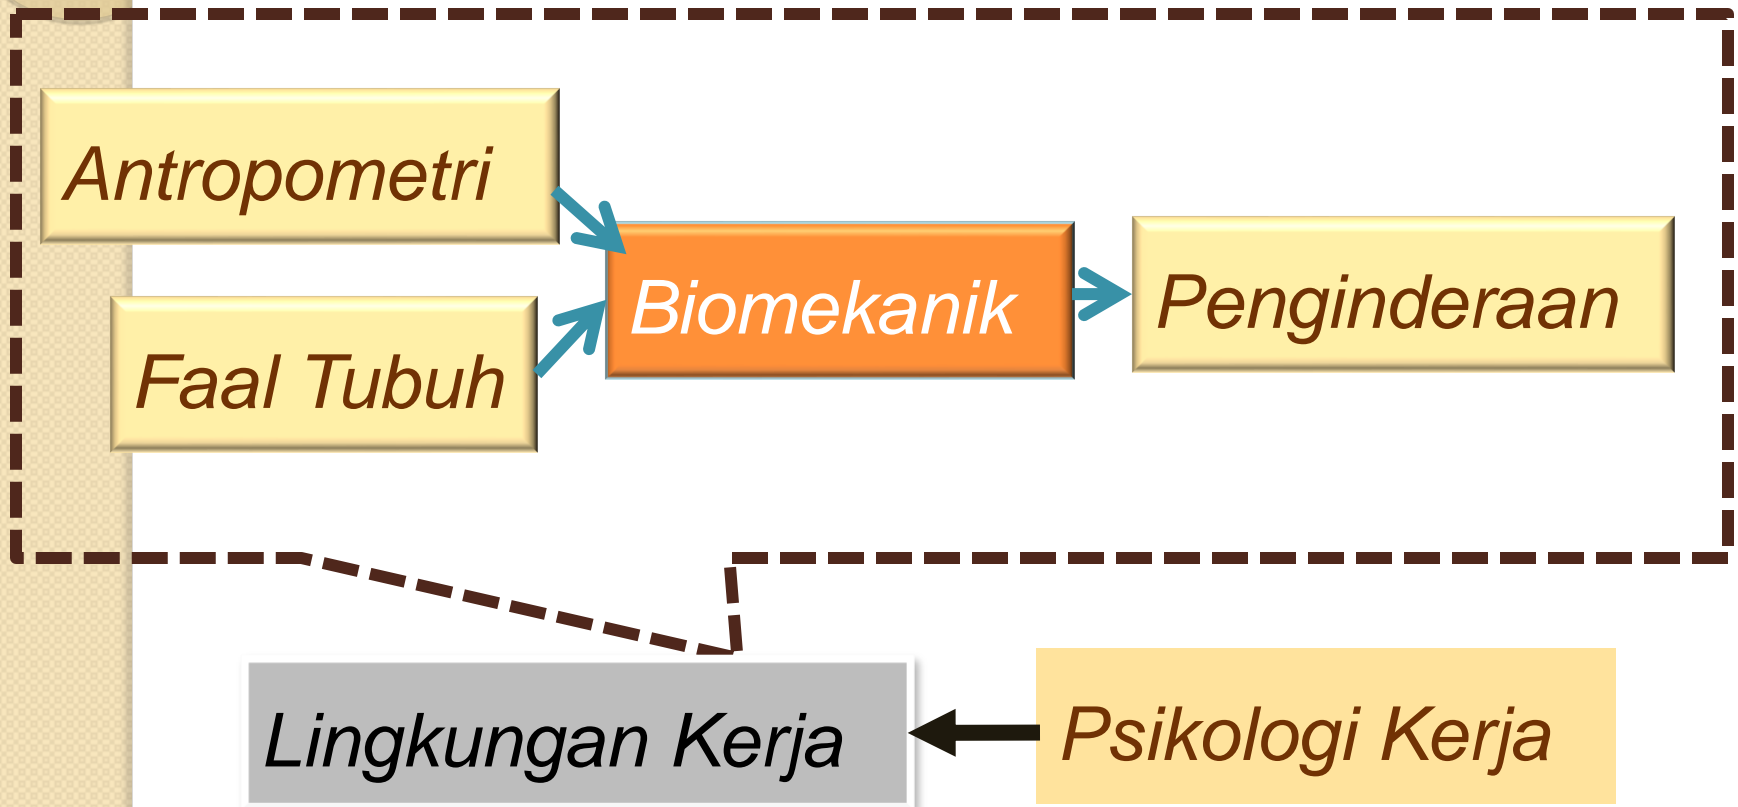 Antropometri
Faal Tubuh
Biomekanik
Penginderaan
Lingkungan Kerja
Psikologi Kerja